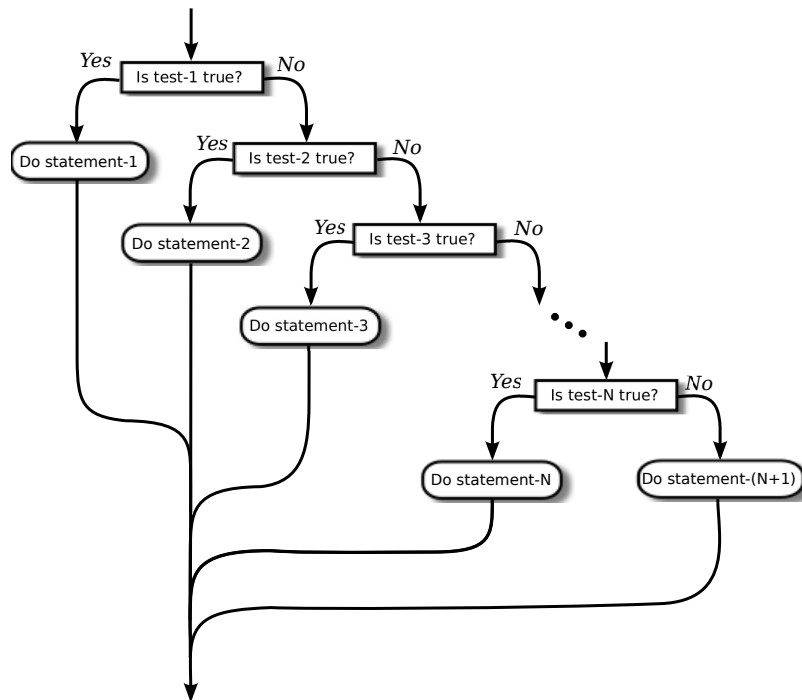 Yes
Is test-1 true?
No
Do statement-1
Yes
Is test-2 true?
No
Do statement-2
Yes
Is test-3 true?
No
Do statement-3
Yes
Is test-N true?
No
Do statement-N
Do statement-(N+1)